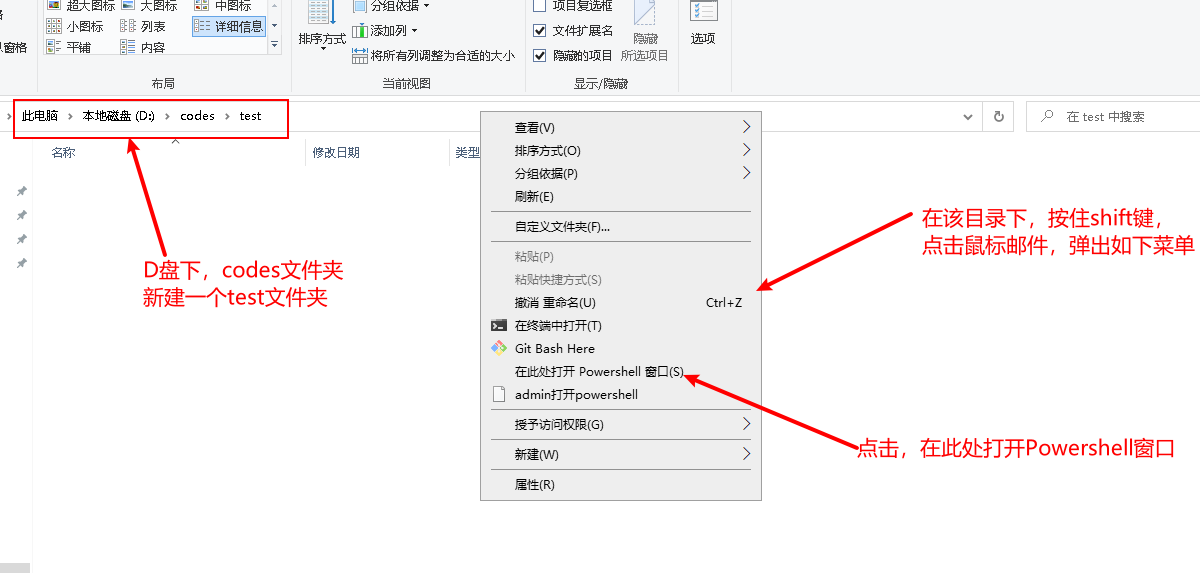 超大图标 大图标 中图标
小图标 列表 详细信息
平铺 内容
窗格
布局
排序方式
分组依据
添加列
将所有列调整为合适的大小
当前视图
项目复选框
文件扩展名
隐藏的项目
隐藏
所选项目
显示/隐藏
选项
此电脑 本地磁盘 (D:) codes test
在 test 中搜索
名称 修改日期 类型
查看(V)
排序方式(O)
分组依据(P)
刷新(E)
自定义文件夹(F)...
粘贴(P)
粘贴快捷方式(S)
撤消 重命名(U) Ctrl+Z
在终端中打开(T)
Git Bash Here
在此处打开 Powershell 窗口(S)
admin打开powershell
授予访问权限(G)
新建(W)
属性(R)
D盘下，codes文件夹
新建一个test文件夹
在该目录下，按住shift键，
点击鼠标邮件，弹出如下菜单
点击，在此处打开Powershell窗口